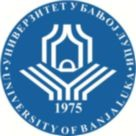 УНИВЕРЗИТЕТ У БАЊОЈ ЛУЦИ
UNIVERSITY OF BANJA LUKA
1975